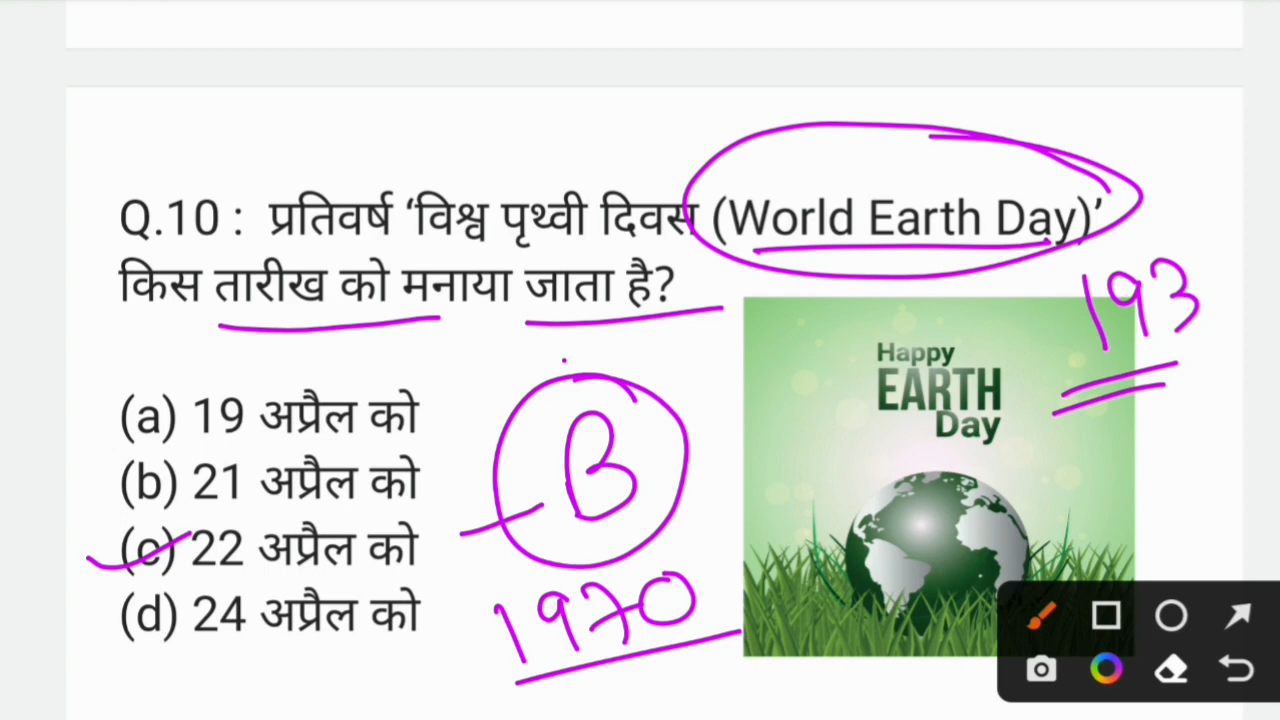 Q.10 : प्रतिवर्ष ‘विश्व पृथ्वी दिवस (World Earth Day)’
किस तारीख को मनाया जाता है?
193
Happy
EARTH
Day
(a) 19 अप्रैल को
B
(b) 21 अप्रैल को
(c) 22 अप्रैल को
(d) 24 अप्रैल को
1970